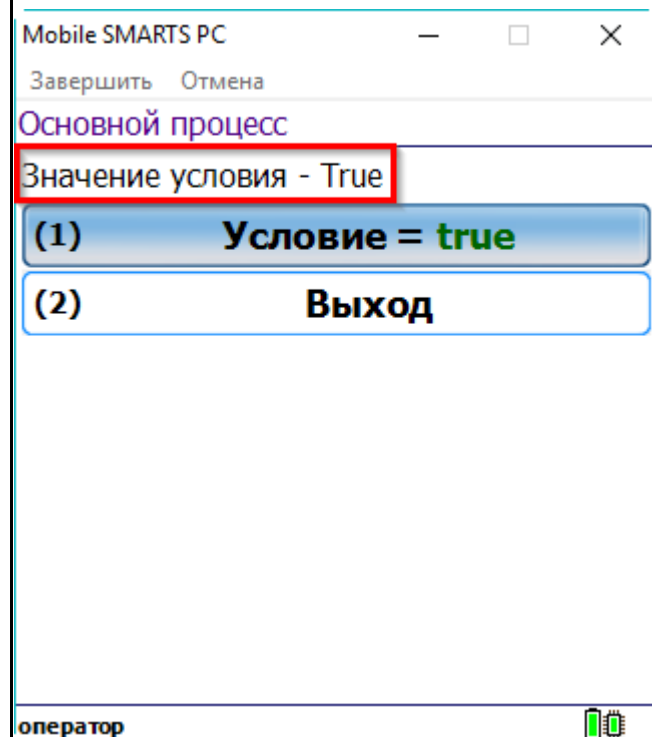 Mobile SMARTS PC
Завершить Отмена
Основной процесс
Значение условия - True
(1) Условие = true
(2) Выход
оператор